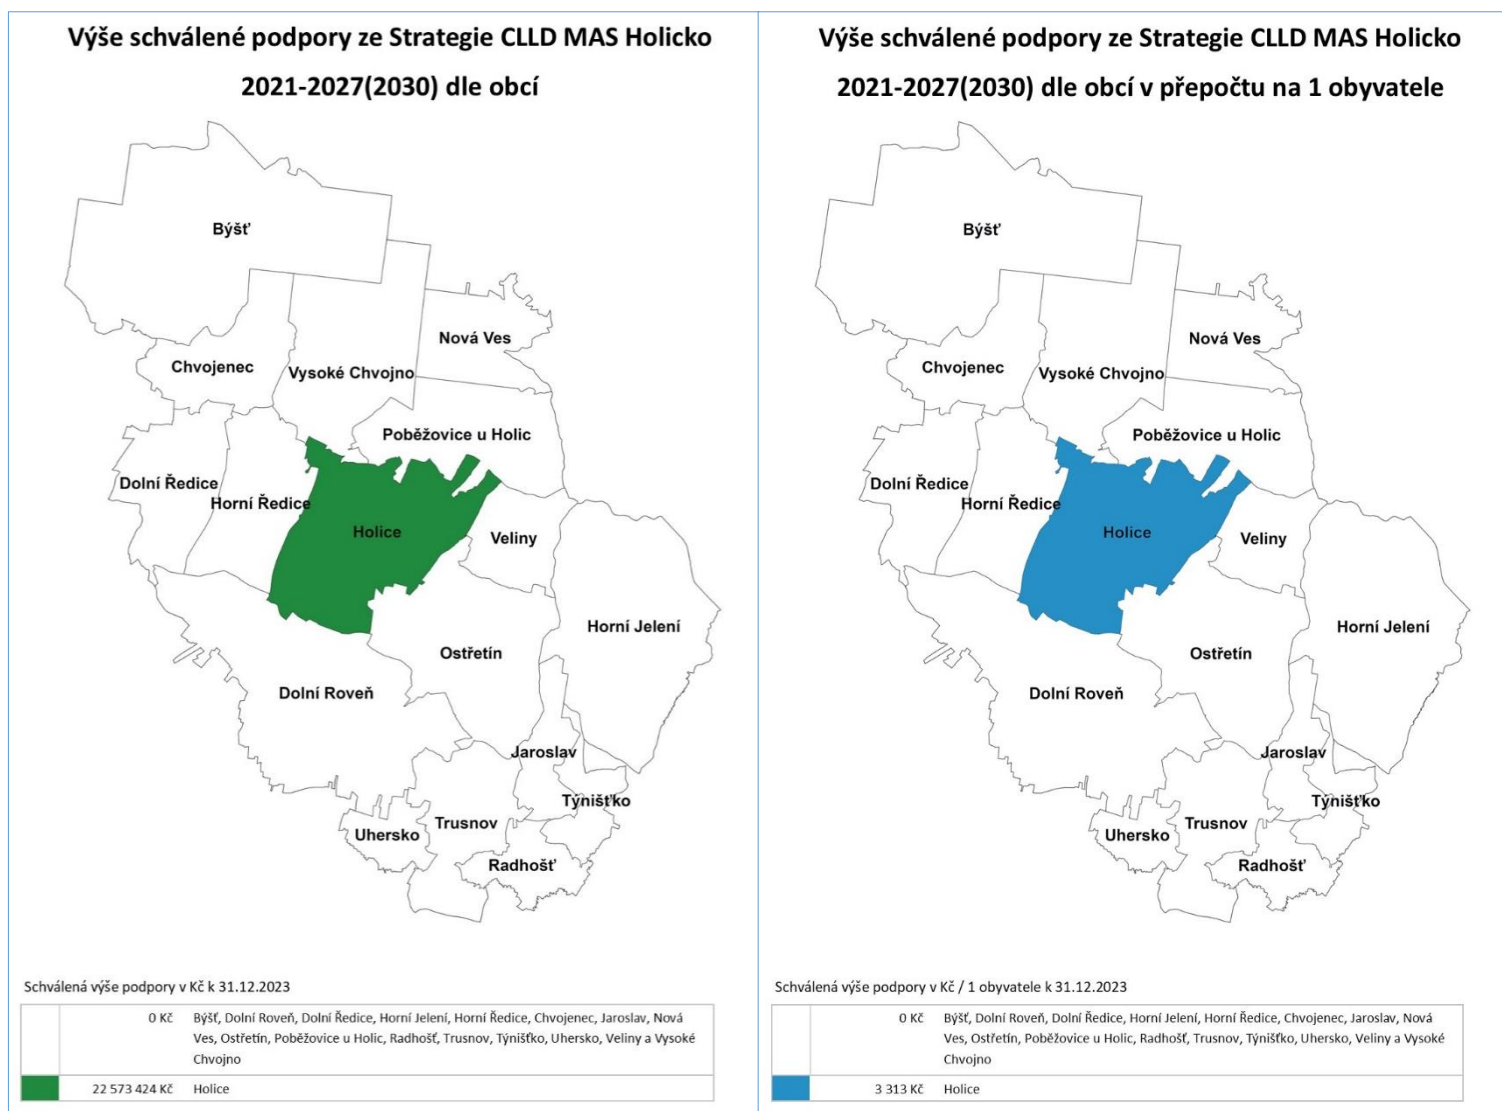 Výše schválené podpory ze Strategie CLLD MAS Holicko
2021-2027(2030) dle obcí
Býšť
Nová Ves
Chvojenec
Vysoké Chvojno
Poběžovice u Holic
Dolní Ředice
Horní Ředice
Holice
Veliny
Horní Jelení
Ostřetín
Dolní Roveň
Jaroslav
Týnišťko
Trusnov
Uhersko
Radhošť
Schválená výše podpory v Kč k 31.12.2023
0 Kč Býšť, Dolní Roveň, Dolní Ředice, Horní Jelení, Horní Ředice, Chvojenec, Jaroslav, Nová
Ves, Ostřetín, Poběžovice u Holic, Radhošť, Trusnov, Týnišťko, Uhersko, Veliny a Vysoké
Chvojno
22 573 424 Kč Holice
Výše schválené podpory ze Strategie CLLD MAS Holicko
2021-2027(2030) dle obcí v přepočtu na 1 obyvatele
Býšť
Nová Ves
Chvojenec
Vysoké Chvojno
Poběžovice u Holic
Dolní Ředice
Horní Ředice
Holice
Veliny
Horní Jelení
Ostřetín
Dolní Roveň
Jaroslav
Týnišťko
Trusnov
Uhersko
Radhošť
Schválená výše podpory v Kč / 1 obyvatele k 31.12.2023
0 Kč Býšť, Dolní Roveň, Dolní Ředice, Horní Jelení, Horní Ředice, Chvojenec, Jaroslav, Nová
Ves, Ostřetín, Poběžovice u Holic, Radhošť, Trusnov, Týnišťko, Uhersko, Veliny a Vysoké
Chvojno
3 313 Kč Holice